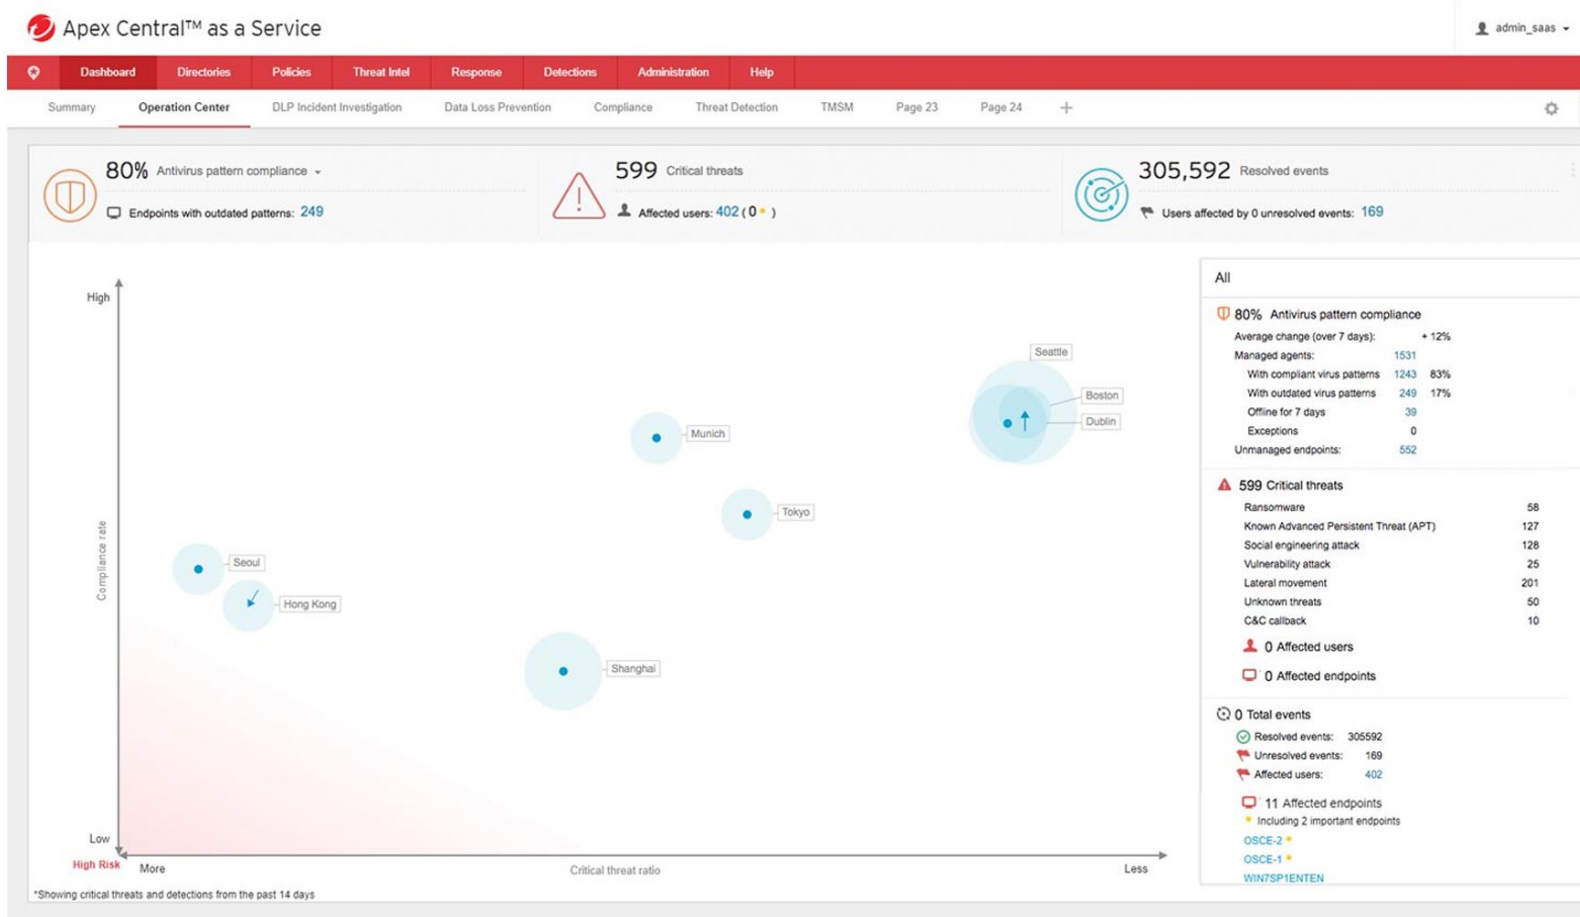 Apex Central™ as a Service
admin_saas
Dashboard Directories Policies Threat Intel Response Detections Administration Help
Summary Operation Center DLP Incident Investigation Data Loss Prevention Compliance Threat Detection TMSM Page 23 Page 24 +
80% Antivirus pattern compliance
Endpoints with outdated patterns: 249
599 Critical threats
Affected users: 402 ( 0 * )
305,592 Resolved events
Users affected by 0 unresolved events: 169
High
Seattle
Boston
Dublin
Munich
Tokyo
Compliance rate
Seoul
Hong Kong
Shanghai
Low
High Risk
More
Critical threat ratio
Less
*Showing critical threats and detections from the past 14 days
All
80% Antivirus pattern compliance
Average change (over 7 days): + 12%
Managed agents: 1531
With compliant virus patterns 1243 83%
With outdated virus patterns 249 17%
Offline for 7 days 39
Exceptions 0
Unmanaged endpoints: 552
599 Critical threats
Ransomware 58
Known Advanced Persistent Threat (APT) 127
Social engineering attack 128
Vulnerability attack 25
Lateral movement 201
Unknown threats 50
C&C callback 10
0 Affected users
0 Affected endpoints
0 Total events
Resolved events: 305592
Unresolved events: 169
Affected users: 402
11 Affected endpoints
* Including 2 important endpoints
OSCE-2 *
OSCE-1 *
WIN7SP1ENTEN